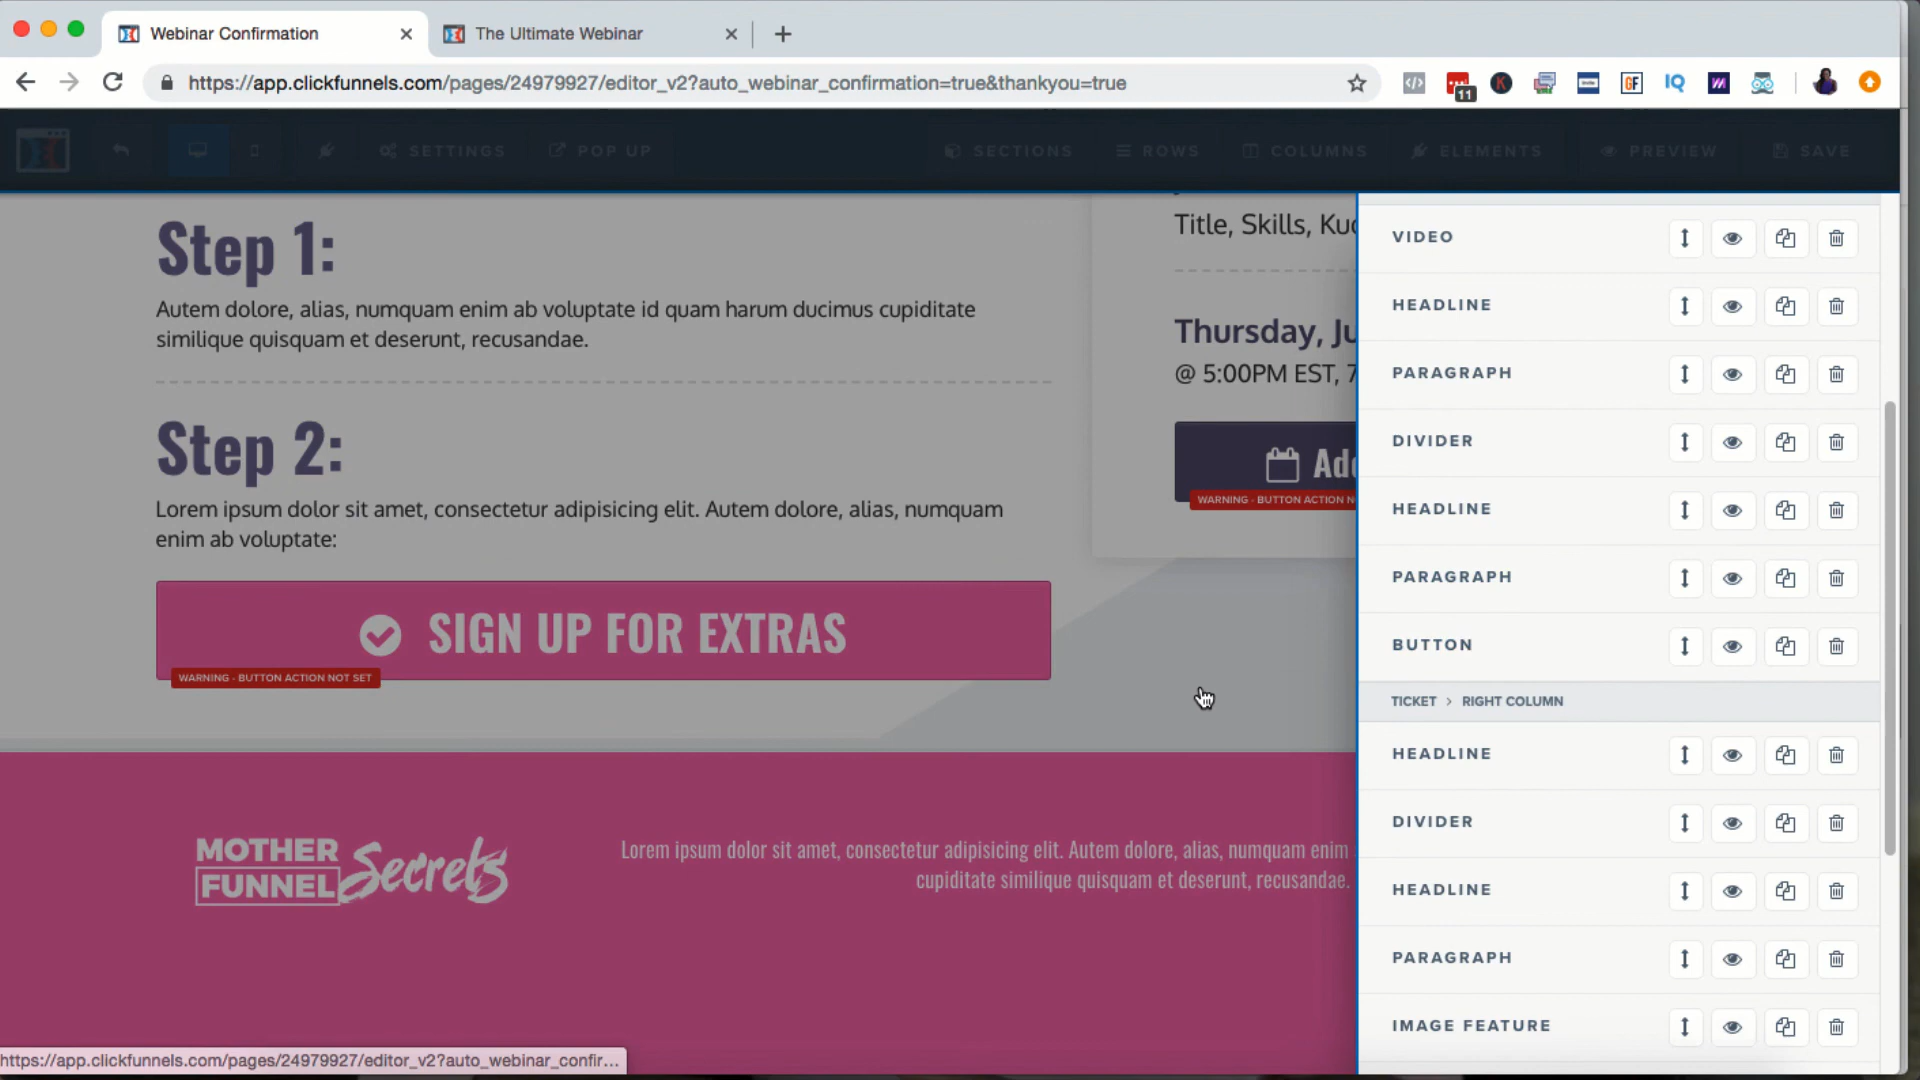 Webinar Confirmation
The Ultimate Webinar
https://app.clickfunnels.com/pages/24979927/editor_v2?auto_webinar_confirmation=true&thankyou=true
11
K
GF
IQ
SETTINGS
POP UP
SECTIONS
ROWS
COLUMNS
ELEMENTS
PREVIEW
SAVE
Step 1:
Autem dolore, alias, numquam enim ab voluptate id quam harum ducimus cupiditate
similique quisquam et deserunt, recusandae.
Step 2:
Lorem ipsum dolor sit amet, consectetur adipisicing elit. Autem dolore, alias, numquam
enim ab voluptate:
SIGN UP FOR EXTRAS
WARNING - BUTTON ACTION NOT SET
Title, Skills, Kud
Thursday, Ju
@ 5:00PM EST, 7
Add
WARNING - BUTTON ACTION N
MOTHER
FUNNEL Secrets
Lorem ipsum dolor sit amet, consectetur adipisicing elit. Autem dolore, alias, numquam enim
cupiditate similique quisquam et deserunt, recusandae.
VIDEO
HEADLINE
PARAGRAPH
DIVIDER
HEADLINE
PARAGRAPH
BUTTON
TICKET > RIGHT COLUMN
HEADLINE
DIVIDER
HEADLINE
PARAGRAPH
IMAGE FEATURE
https://app.clickfunnels.com/pages/24979927/editor_v2?auto_webinar_confir...